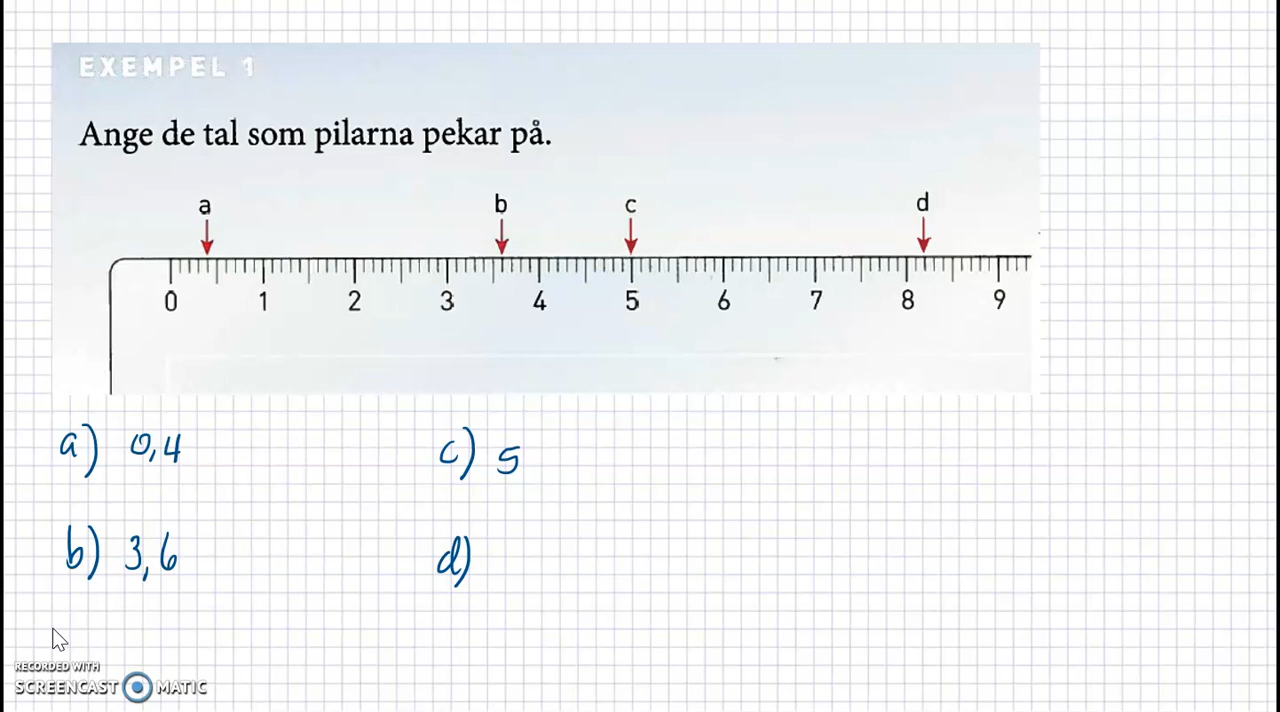 EXEMPEL 1
Ange de tal som pilarna pekar på.
a b c d
0 1 2 3 4 5 6 7 8 9
a) 0,4 c) 5
b) 3,6 d)
RECORDED WITH
SCREENCAST MATIC